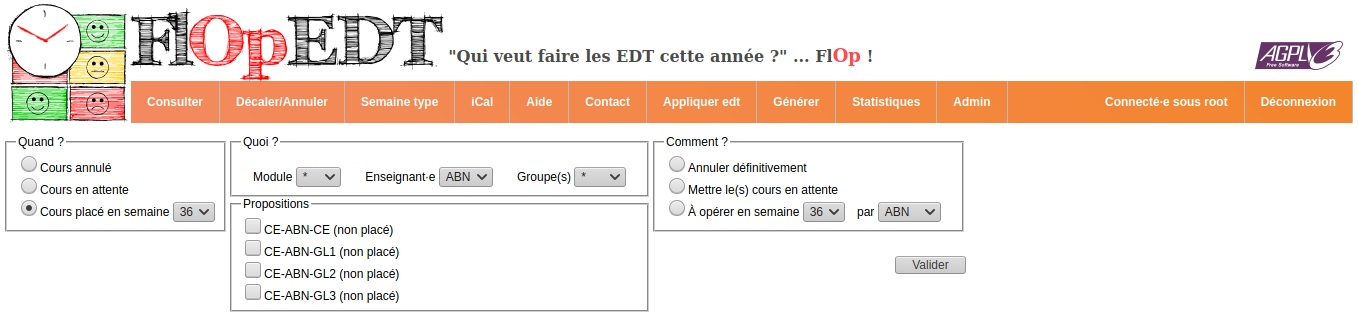 FlOpEDT
"Qui veut faire les EDT cette année ?" ... FlOp !
AGPLv3
Free Software
Consulter Décaler/Annuler Semaine type iCal Aide Contact Appliquer edt Générer Statistiques Admin Connecté·e sous root Déconnexion
Quand ?
Cours annulé
Cours en attente
Cours placé en semaine 36
Quoi ?
Module * Enseignant·e ABN Groupe(s) *
Propositions
CE-ABN-CE (non placé)
CE-ABN-GL1 (non placé)
CE-ABN-GL2 (non placé)
CE-ABN-GL3 (non placé)
Comment ?
Annuler définitivement
Mettre le(s) cours en attente
À opérer en semaine 36 par ABN
Valider